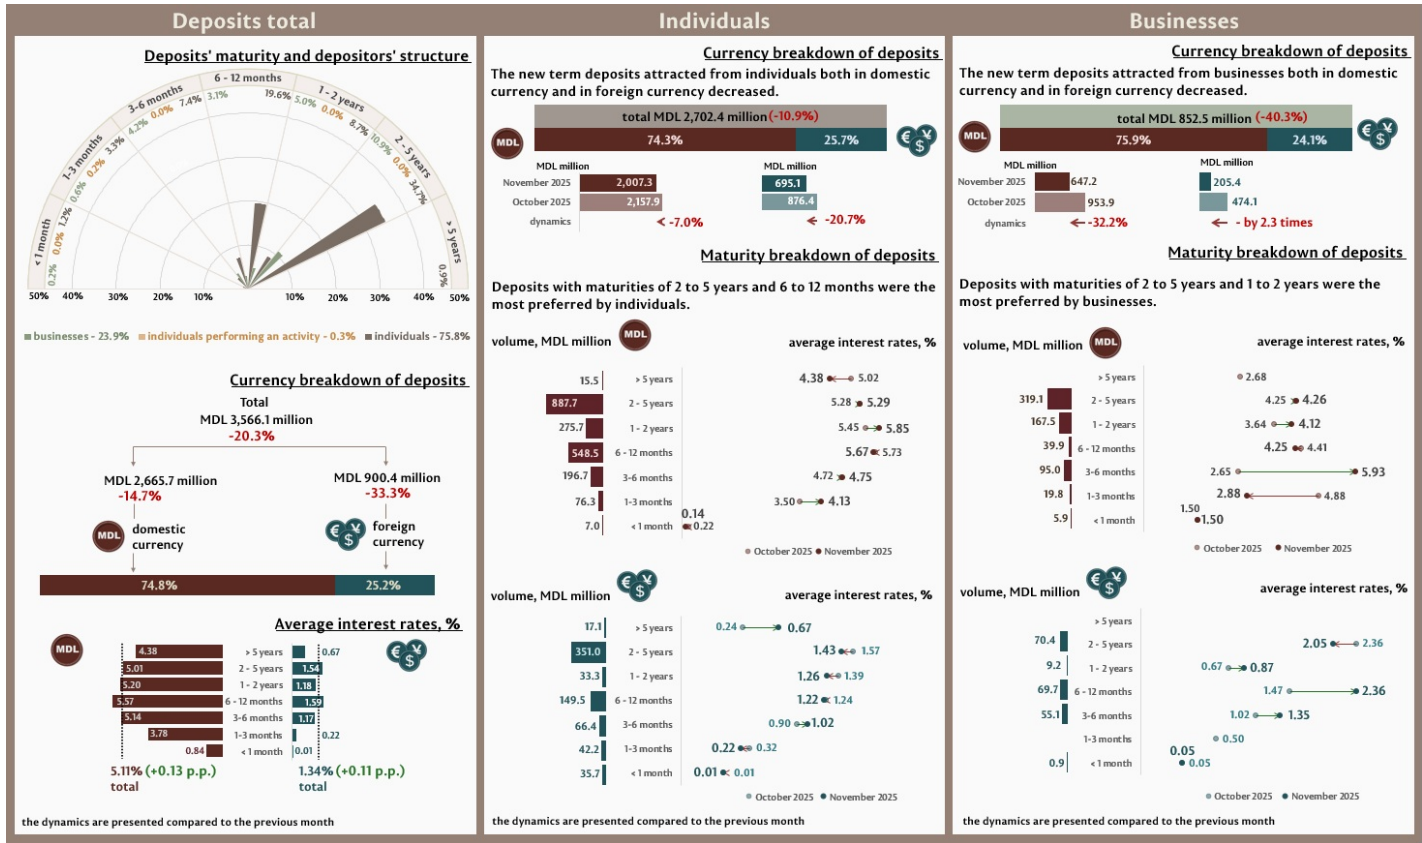 Deposits total
Deposits' maturity and depositors' structure
6 - 12 months
3-6 months
1 - 2 years
1-3 months
2 - 5 years
< 1 month
> 5 years
0.2% 0.0% 1.2%
0.6% 0.2% 3.3%
4.2% 0.0% 7.4%
3.1% 19.6%
5.0% 0.0% 8.7%
10.9% 0.0% 34.7%
0.9%
50% 40% 30% 20% 10% 10% 20% 30% 40% 50%
businesses - 23.9% individuals performing an activity - 0.3% individuals - 75.8%
Currency breakdown of deposits
Total
MDL 3,566.1 million
-20.3%
MDL 2,665.7 million
-14.7%
MDL 900.4 million
-33.3%
MDL domestic
currency
€ ¥ $ foreign
currency
74.8% 25.2%
Average interest rates, %
MDL € ¥ $
4.38 > 5 years 0.67
5.01 2 - 5 years 1.54
5.20 1 - 2 years 1.18
5.57 6 - 12 months 1.59
5.14 3-6 months 1.17
3.78 1-3 months 0.22
0.84 < 1 month 0.01
5.11% (+0.13 p.p.) 1.34% (+0.11 p.p.)
total total
the dynamics are presented compared to the previous month
Individuals
Currency breakdown of deposits
The new term deposits attracted from individuals both in domestic
currency and in foreign currency decreased.
total MDL 2,702.4 million (-10.9%)
MDL 74.3% 25.7% € ¥ $
MDL million MDL million
November 2025 2,007.3 695.1
October 2025 2,157.9 876.4
dynamics -7.0% -20.7%
Maturity breakdown of deposits
Deposits with maturities of 2 to 5 years and 6 to 12 months were the
most preferred by individuals.
volume, MDL million MDL average interest rates, %
15.5 > 5 years 4.38 5.02
887.7 2 - 5 years 5.28 5.29
275.7 1 - 2 years 5.45 5.85
548.5 6 - 12 months 5.67 5.73
196.7 3-6 months 4.72 4.75
76.3 1-3 months 3.50 4.13
0.14
7.0 < 1 month 0.22
October 2025 November 2025
volume, MDL million € ¥ $ average interest rates, %
17.1 > 5 years 0.24 0.67
351.0 2 - 5 years 1.43 1.57
33.3 1 - 2 years 1.26 1.39
149.5 6 - 12 months 1.22 1.24
66.4 3-6 months 0.90 1.02
42.2 1-3 months 0.22 0.32
35.7 < 1 month 0.01 0.01
October 2025 November 2025
the dynamics are presented compared to the previous month
Businesses
Currency breakdown of deposits
The new term deposits attracted from businesses both in domestic
currency and in foreign currency decreased.
total MDL 852.5 million (-40.3%)
MDL 75.9% 24.1% € ¥ $
MDL million MDL million
November 2025 647.2 205.4
October 2025 953.9 474.1
dynamics -32.2% - by 2.3 times
Maturity breakdown of deposits
Deposits with maturities of 2 to 5 years and 1 to 2 years were the
most preferred by businesses.
volume, MDL million MDL average interest rates, %
> 5 years 2.68
319.1 2 - 5 years 4.25 4.26
167.5 1 - 2 years 3.64 4.12
39.9 6 - 12 months 4.25 4.41
95.0 3-6 months 2.65 5.93
19.8 1-3 months 2.88 4.88
1.50
5.9 < 1 month 1.50
October 2025 November 2025
volume, MDL million € ¥ $ average interest rates, %
> 5 years
70.4 2 - 5 years 2.05 2.36
9.2 1 - 2 years 0.67 0.87
69.7 6 - 12 months 1.47 2.36
55.1 3-6 months 1.02 1.35
1-3 months 0.50
0.05
0.9 < 1 month 0.05
October 2025 November 2025
the dynamics are presented compared to the previous month